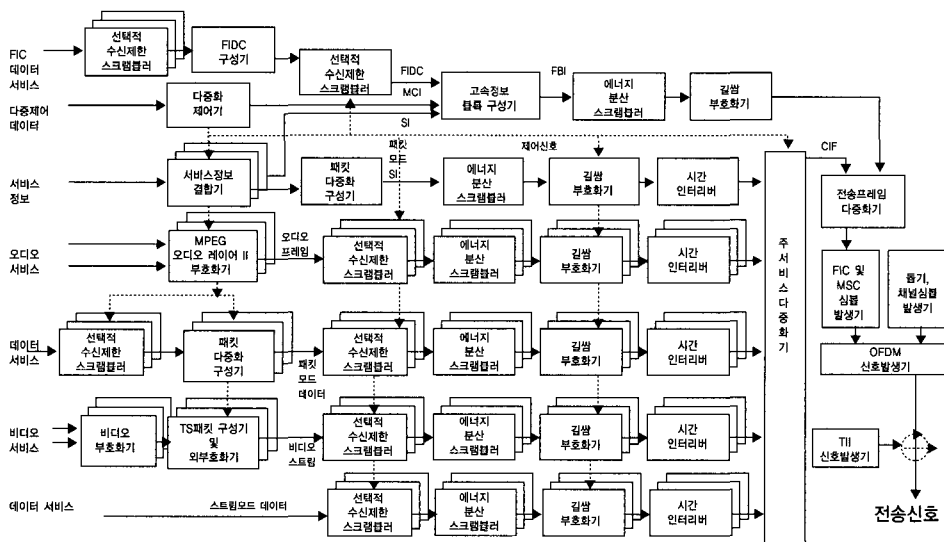 FIC
데이터
서비스
선택적
수신제한
스크램블러
FIDC
구성기
선택적
수신제한
스크램블러
FIDC
MCI
SI
고속정보
블록 구성기
FBI
에너지
분산
스크램블러
길쌈
부호화기
다중제어
데이터
다중화
제어기
패킷
모드
SI
제어신호
CIF
서비스
정보
서비스정보
결합기
패킷
다중화
구성기
에너지
분산
스크램블러
길쌈
부호화기
시간
인터리버
주서비스다중화기
전송프레임
다중화기
오디오
서비스
MPEG
오디오 레이어 II
부호화기
오디오
프레임
선택적
수신제한
스크램블러
에너지
분산
스크램블러
길쌈
부호화기
시간
인터리버
FIC 및
MSC
심볼
발생기
돕기,
채널심볼
발생기
데이터
서비스
선택적
수신제한
스크램블러
패킷
다중화
구성기
패킷
모드
데이터
선택적
수신제한
스크램블러
에너지
분산
스크램블러
길쌈
부호화기
시간
인터리버
OFDM
신호발생기
비디오
서비스
비디오
부호화기
TS패킷 구성기
및
외부호화기
비디오
스트림
선택적
수신제한
스크램블러
에너지
분산
스크램블러
길쌈
부호화기
시간
인터리버
TII
신호발생기
데이터 서비스
스트림모드 데이터
선택적
수신제한
스크램블러
에너지
분산
스크램블러
길쌈
부호화기
시간
인터리버
전송신호